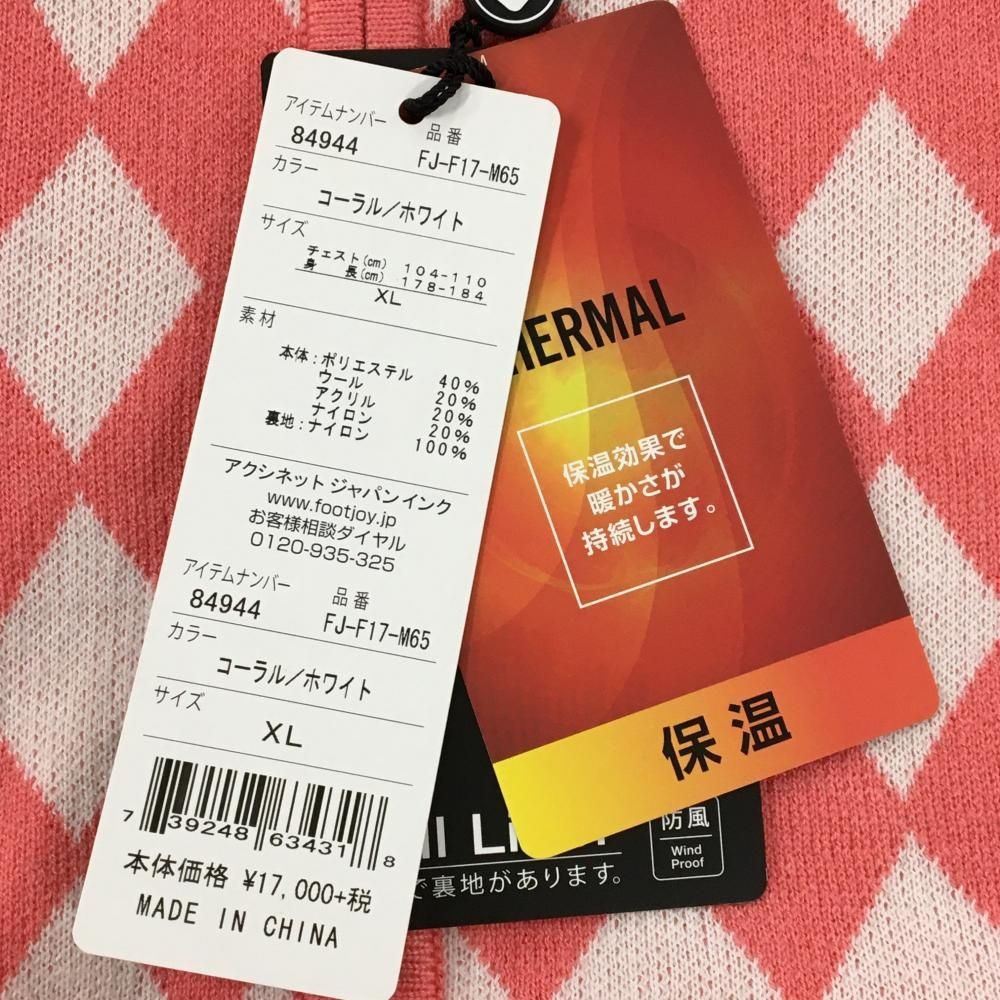 アイテムナンバー 品番
84944 FJ-F17-M65
カラー
コーラル／ホワイト
サイズ
チェスト(cm) 104-110
身長(cm) 178-184
XL
素材
本体：ポリエステル 40%
ウール 20%
アクリル 20%
ナイロン 20%
裏地：ナイロン 100%
アクシネット ジャパン インク
www.footjoy.jp
お客様相談ダイヤル
0120-935-325
アイテムナンバー 品番
84944 FJ-F17-M65
カラー
コーラル／ホワイト
サイズ
XL
7 39248 63431 8
本体価格 ¥17,000+税
MADE IN CHINA
HERMAL
保温効果で
暖かさが
持続します。
保温
防風
Wind
Proof
で裏地があります。